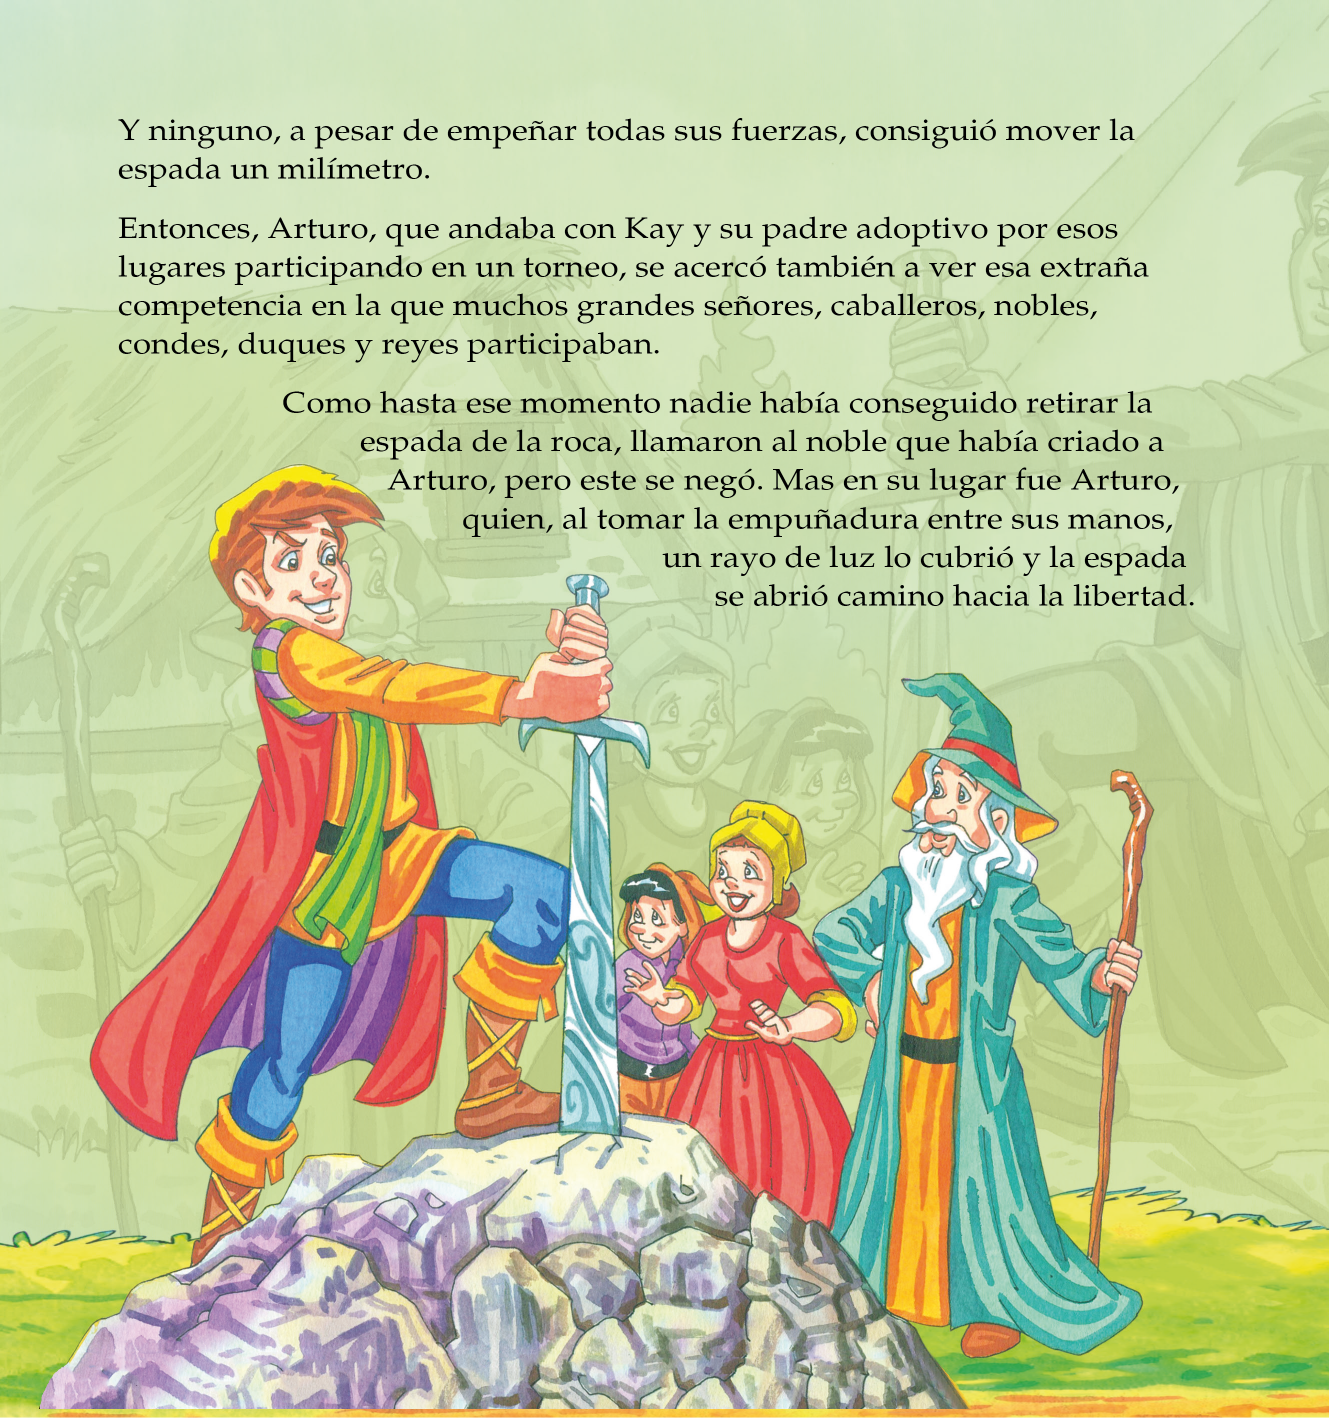 Y ninguno, a pesar de empeñar todas sus fuerzas, consiguió mover la
espada un milímetro.
Entonces, Arturo, que andaba con Kay y su padre adoptivo por esos
lugares participando en un torneo, se acercó también a ver esa extraña
competencia en la que muchos grandes señores, caballeros, nobles,
condes, duques y reyes participaban.
Como hasta ese momento nadie había conseguido retirar la
espada de la roca, llamaron al noble que había criado a
Arturo, pero este se negó. Mas en su lugar fue Arturo,
quien, al tomar la empuñadura entre sus manos,
un rayo de luz lo cubrió y la espada
se abrió camino hacia la libertad.